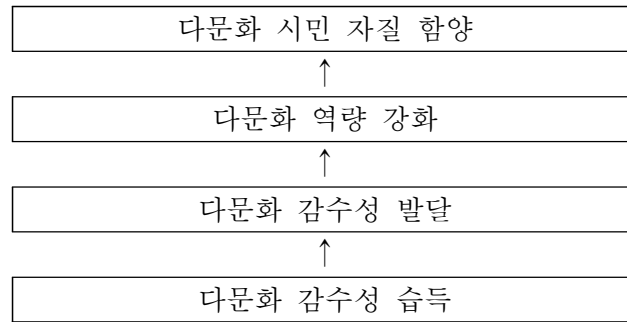 다문화 시민 자질 함양
↑
다문화 역량 강화
↑
다문화 감수성 발달
↑
다문화 감수성 습득